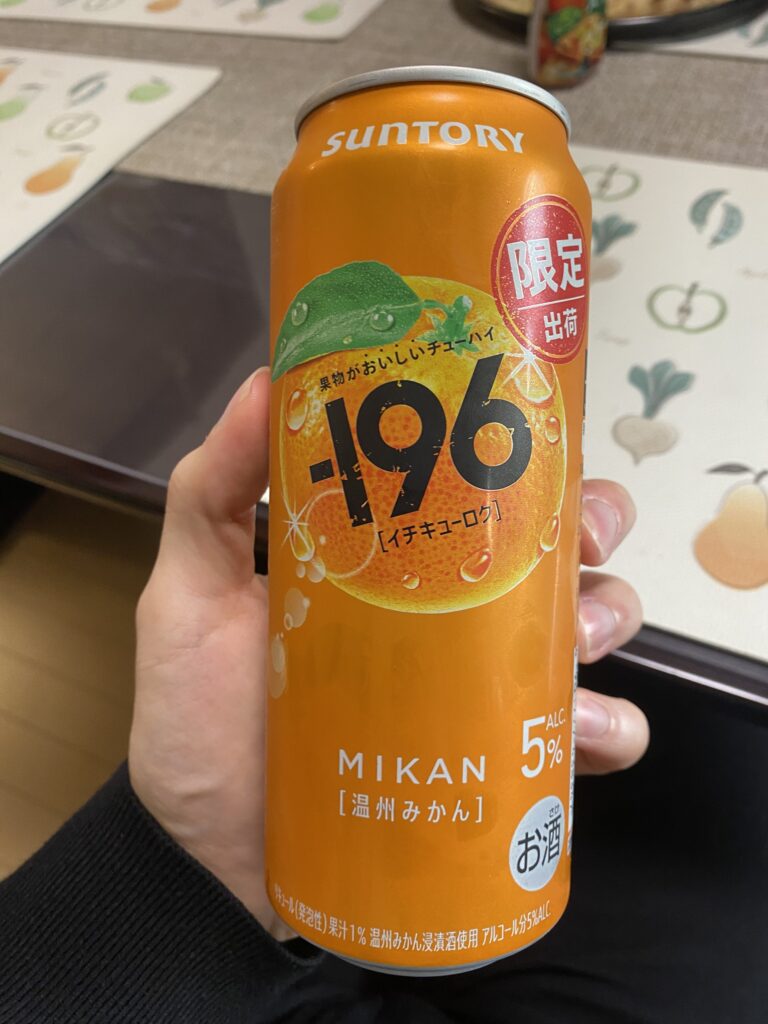 SUNTORY
限定
出荷
果物がおいしいチューハイ
-196
[イチキューロク]
5% ALC.
MIKAN
[温州みかん]
さけ
お酒
キュール(発泡性) 果汁1% 温州みかん浸漬酒使用 アルコール分5%ALC.